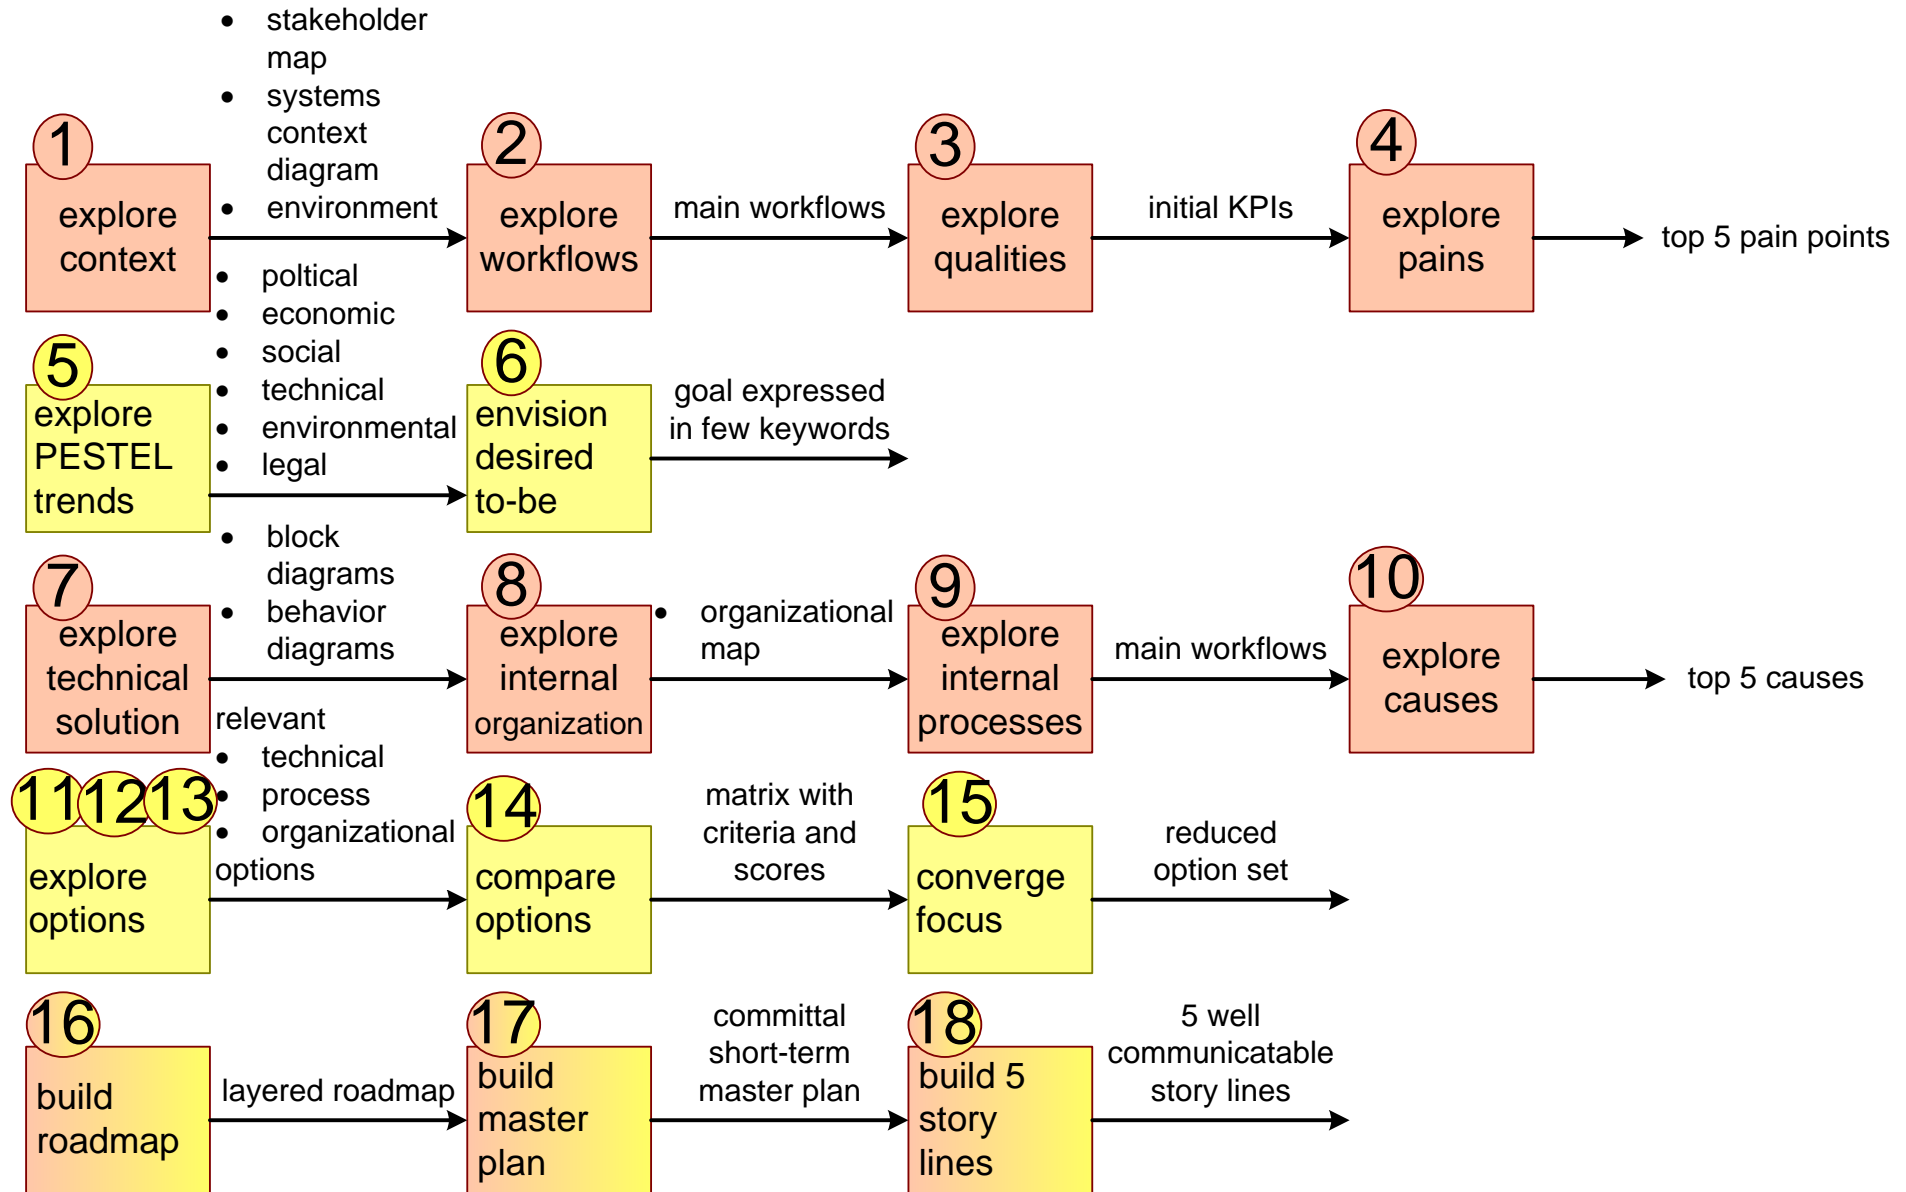 • stakeholder
map
• systems
context
diagram
• environment
1
explore
context
2
explore
workflows
main workflows
3
explore
qualities
initial KPIs
4
explore
pains
top 5 pain points
5
explore
PESTEL
trends
• poltical
• economic
• social
• technical
• environmental
• legal
6
envision
desired
to-be
goal expressed
in few keywords
7
explore
technical
solution
• block
diagrams
• behavior
diagrams
8
explore
internal
organization
• organizational
map
9
explore
internal
processes
main workflows
10
explore
causes
top 5 causes
11 12 13
explore
options
relevant
• technical
• process
• organizational
options
14
compare
options
matrix with
criteria and
scores
15
converge
focus
reduced
option set
16
build
roadmap
layered roadmap
17
build
master
plan
committal
short-term
master plan
18
build 5
story
lines
5 well
communicatable
story lines